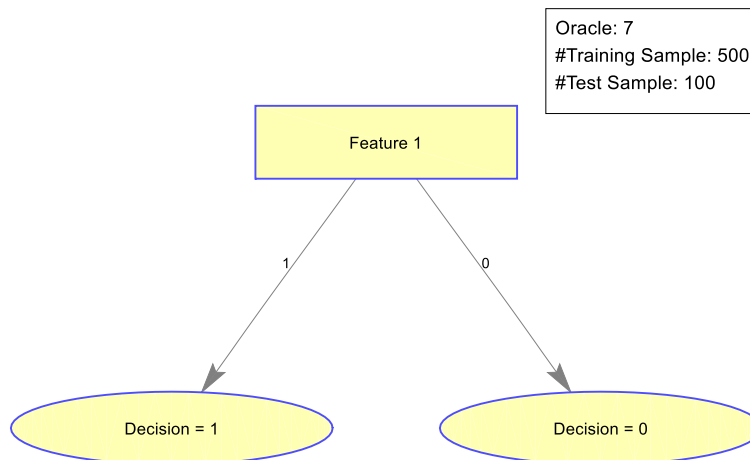 Oracle: 7
#Training Sample: 500
#Test Sample: 100
Feature 1
1
0
Decision = 1
Decision = 0